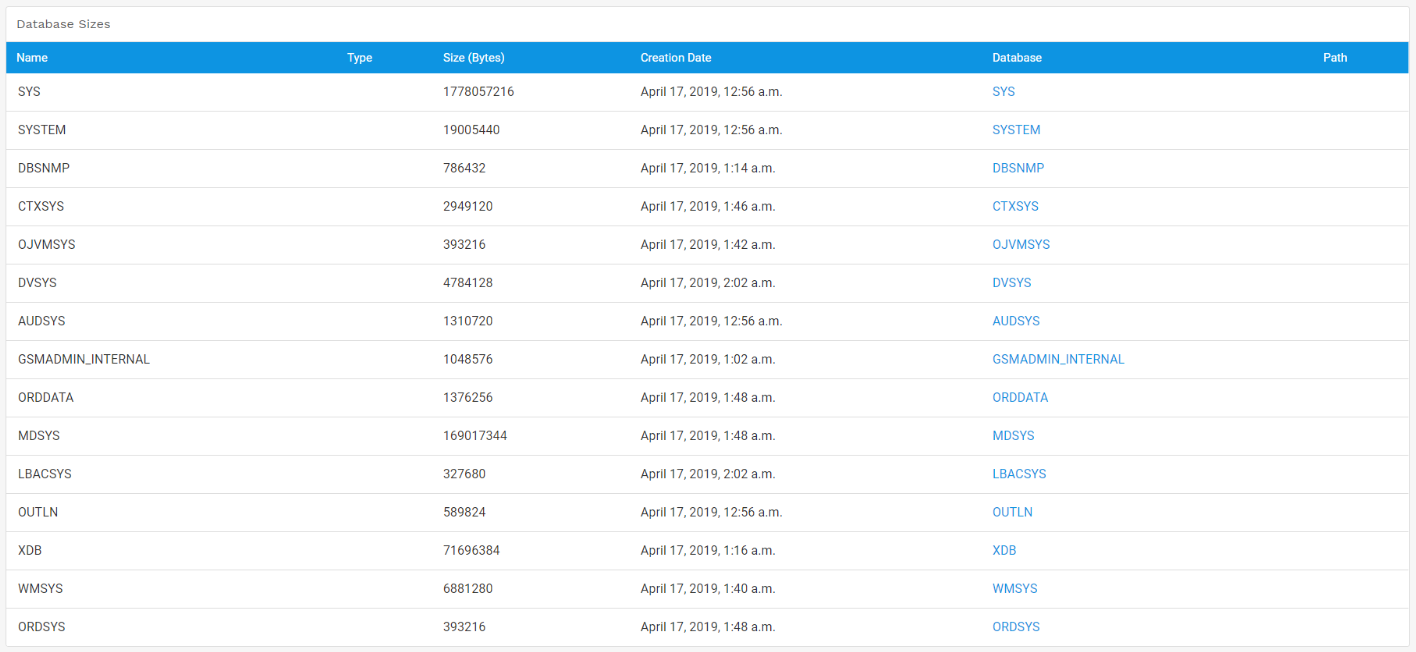 Database Sizes
Name Type Size (Bytes) Creation Date Database Path
SYS 1778057216 April 17, 2019, 12:56 a.m. SYS
SYSTEM 19005440 April 17, 2019, 12:56 a.m. SYSTEM
DBSNMP 786432 April 17, 2019, 1:14 a.m. DBSNMP
CTXSYS 2949120 April 17, 2019, 1:46 a.m. CTXSYS
OJVMSYS 393216 April 17, 2019, 1:42 a.m. OJVMSYS
DVSYS 4784128 April 17, 2019, 2:02 a.m. DVSYS
AUDSYS 1310720 April 17, 2019, 12:56 a.m. AUDSYS
GSMADMIN_INTERNAL 1048576 April 17, 2019, 1:02 a.m. GSMADMIN_INTERNAL
ORDDATA 1376256 April 17, 2019, 1:48 a.m. ORDDATA
MDSYS 169017344 April 17, 2019, 1:48 a.m. MDSYS
LBACSYS 327680 April 17, 2019, 2:02 a.m. LBACSYS
OUTLN 589824 April 17, 2019, 12:56 a.m. OUTLN
XDB 71696384 April 17, 2019, 1:16 a.m. XDB
WMSYS 6881280 April 17, 2019, 1:40 a.m. WMSYS
ORDSYS 393216 April 17, 2019, 1:48 a.m. ORDSYS